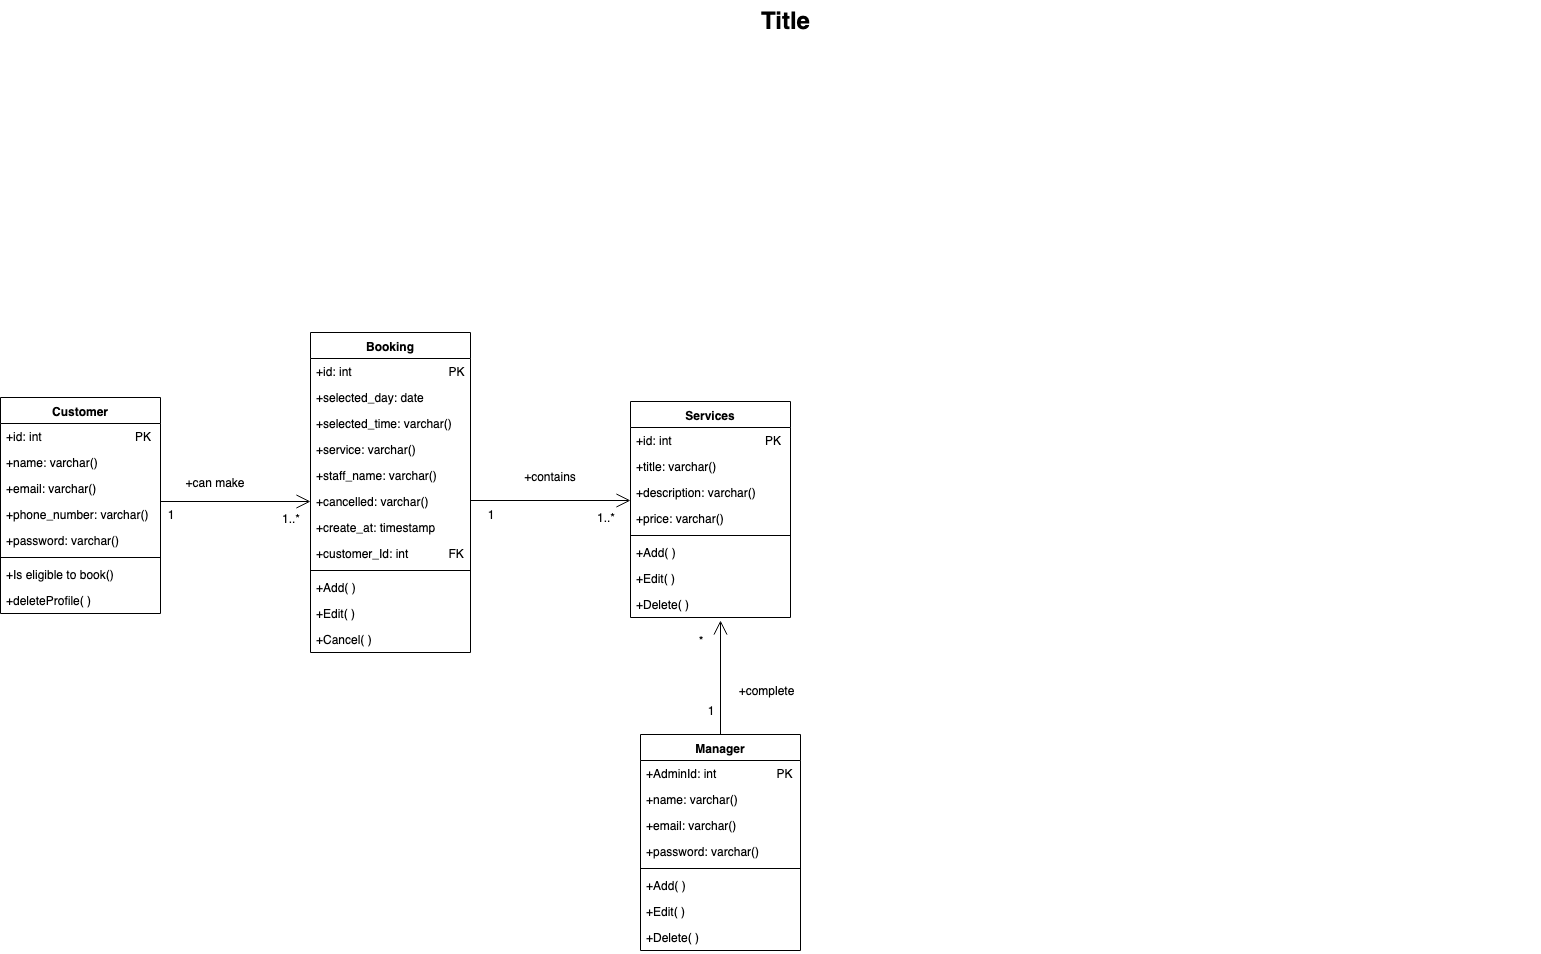 Title
Customer
+id: int PK
+name: varchar()
+email: varchar()
+phone_number: varchar()
+password: varchar()
+Is eligible to book()
+deleteProfile( )
+can make
1
1..*
Booking
+id: int PK
+selected_day: date
+selected_time: varchar()
+service: varchar()
+staff_name: varchar()
+cancelled: varchar()
+create_at: timestamp
+customer_Id: int FK
+Add( )
+Edit( )
+Cancel( )
+contains
1
1..*
Services
+id: int PK
+title: varchar()
+description: varchar()
+price: varchar()
+Add( )
+Edit( )
+Delete( )
*
+complete
1
Manager
+AdminId: int PK
+name: varchar()
+email: varchar()
+password: varchar()
+Add( )
+Edit( )
+Delete( )